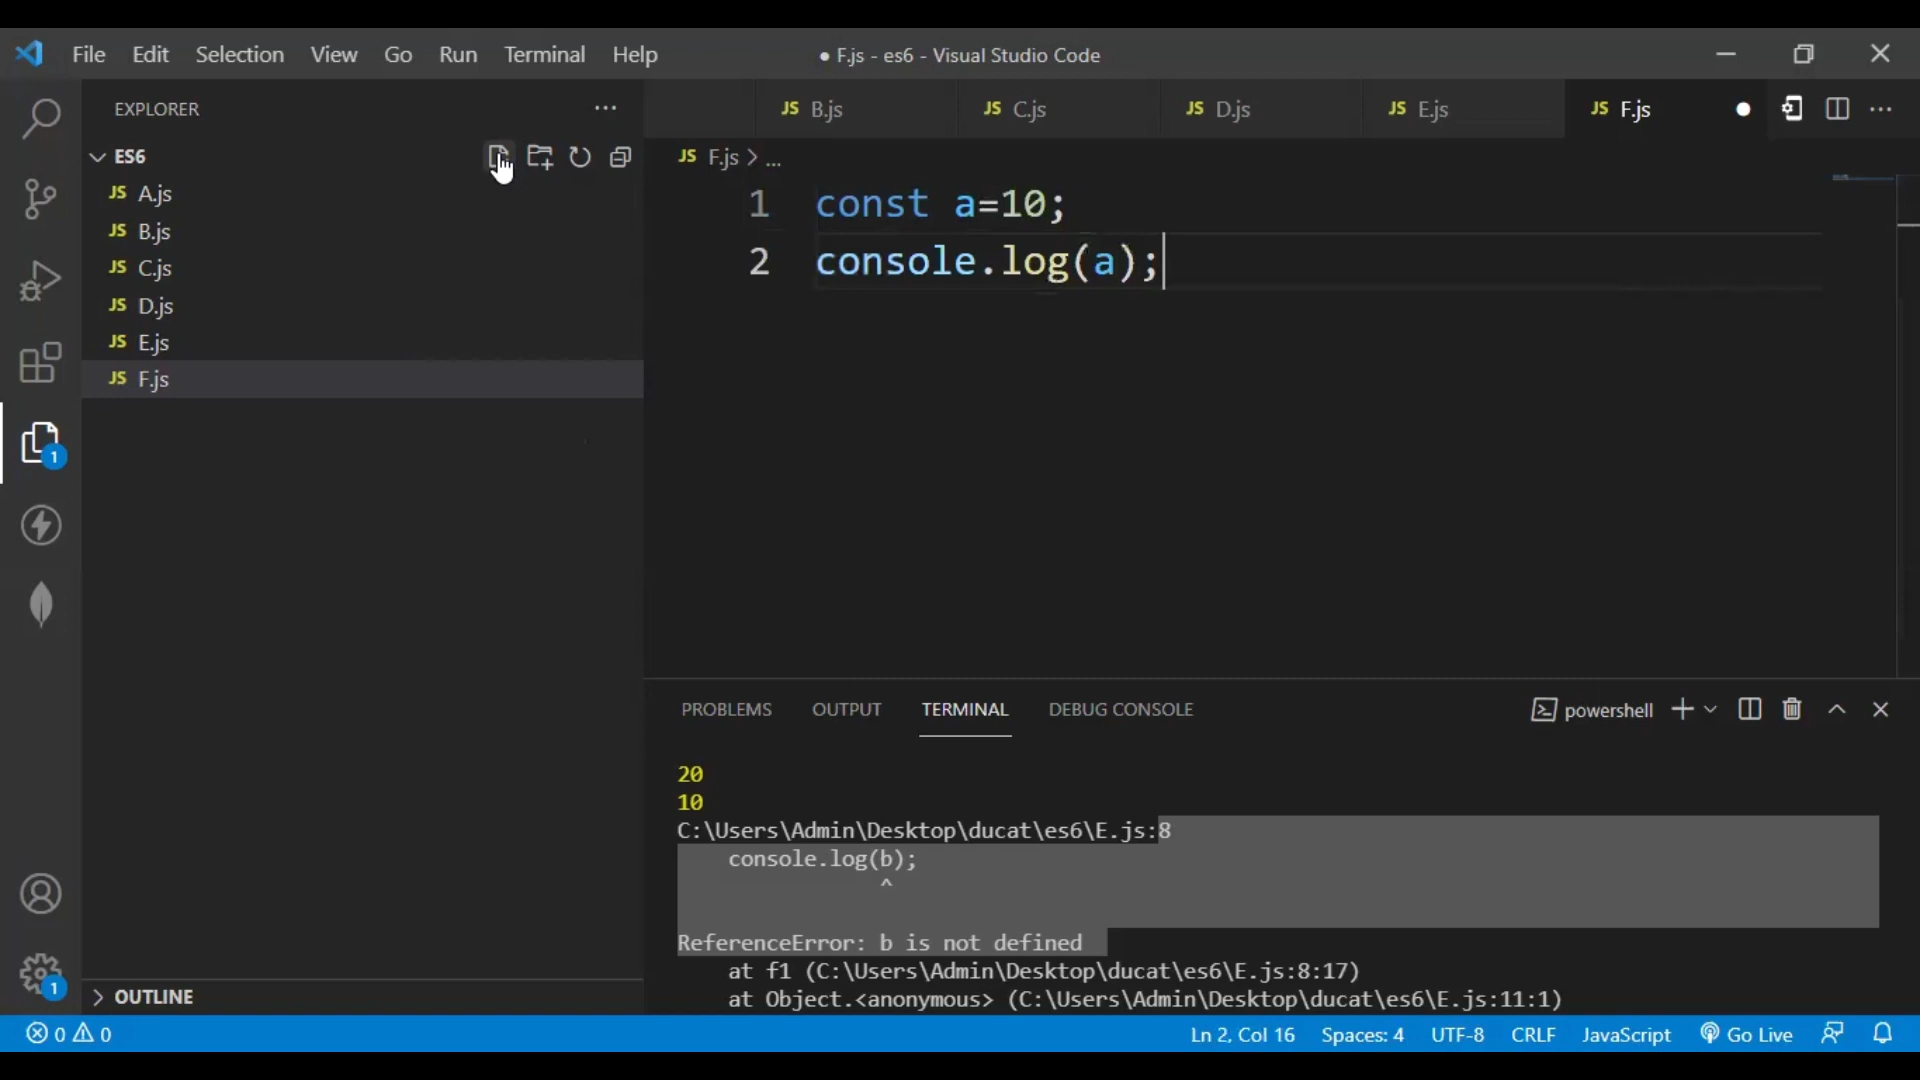 File Edit Selection View Go Run Terminal Help
● F.js - es6 - Visual Studio Code
EXPLORER
ES6
JS A.js
JS B.js
JS C.js
JS D.js
JS E.js
JS F.js
OUTLINE
JS B.js JS C.js JS D.js JS E.js JS F.js
JS F.js > ...
1 const a=10;
2 console.log(a);
PROBLEMS OUTPUT TERMINAL DEBUG CONSOLE
powershell
20
10
C:\Users\Admin\Desktop\ducat\es6\E.js:8
console.log(b);
^
ReferenceError: b is not defined
at f1 (C:\Users\Admin\Desktop\ducat\es6\E.js:8:17)
at Object.<anonymous> (C:\Users\Admin\Desktop\ducat\es6\E.js:11:1)
1
1
0 0
Ln 2, Col 16 Spaces: 4 UTF-8 CRLF JavaScript Go Live